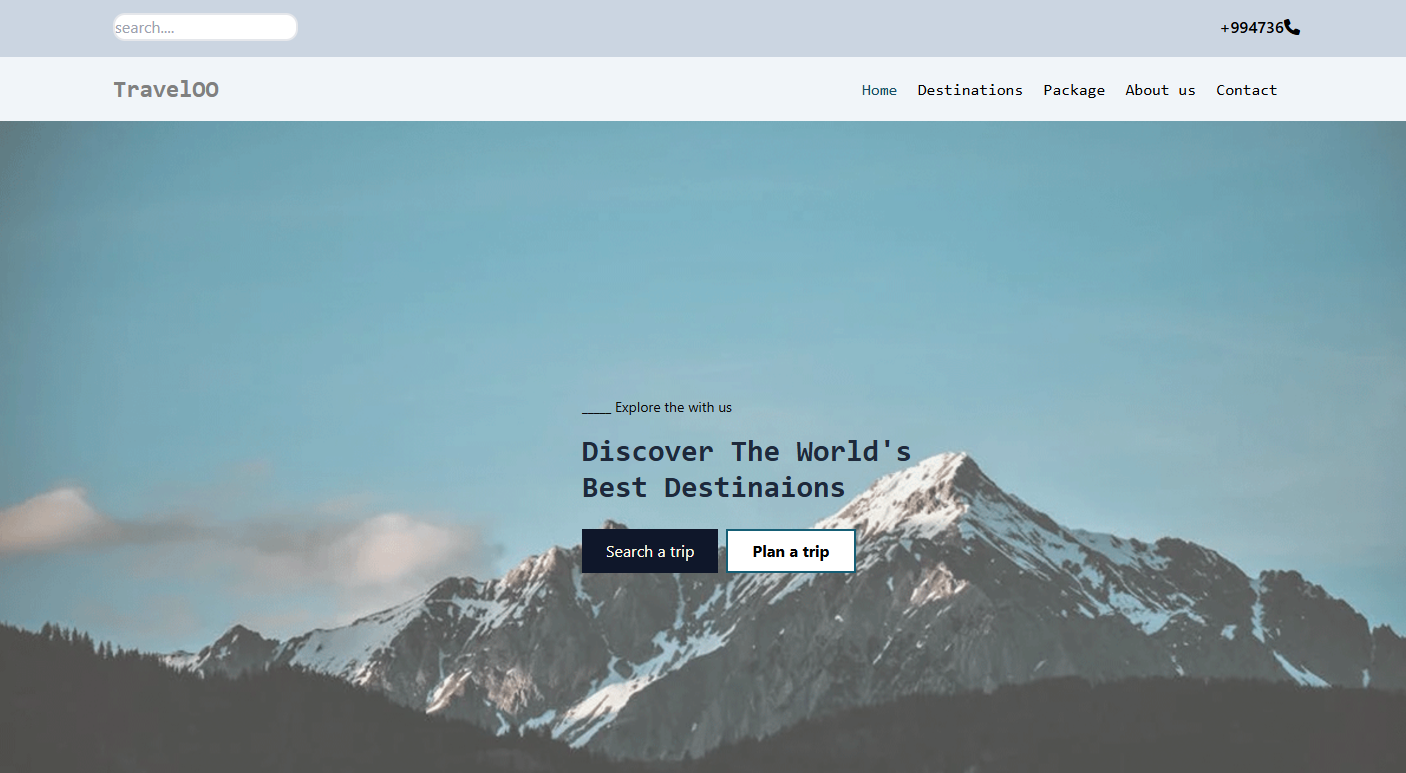 search....
+994736
TravelOO
Home Destinations Package About us Contact
____ Explore the with us
Discover The World's
Best Destinaions
Search a trip Plan a trip